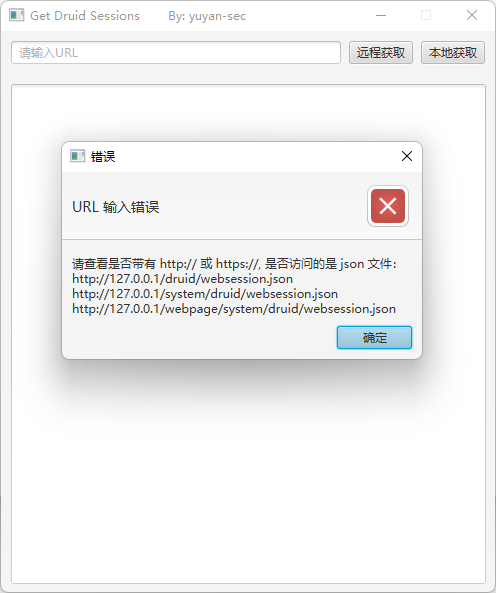 Get Druid Sessions By: yuyan-sec
请输入URL 远程获取 本地获取
错误
URL 输入错误
请查看是否带有 http:// 或 https://, 是否访问的是 json 文件:
http://127.0.0.1/druid/websession.json
http://127.0.0.1/system/druid/websession.json
http://127.0.0.1/webpage/system/druid/websession.json
确定